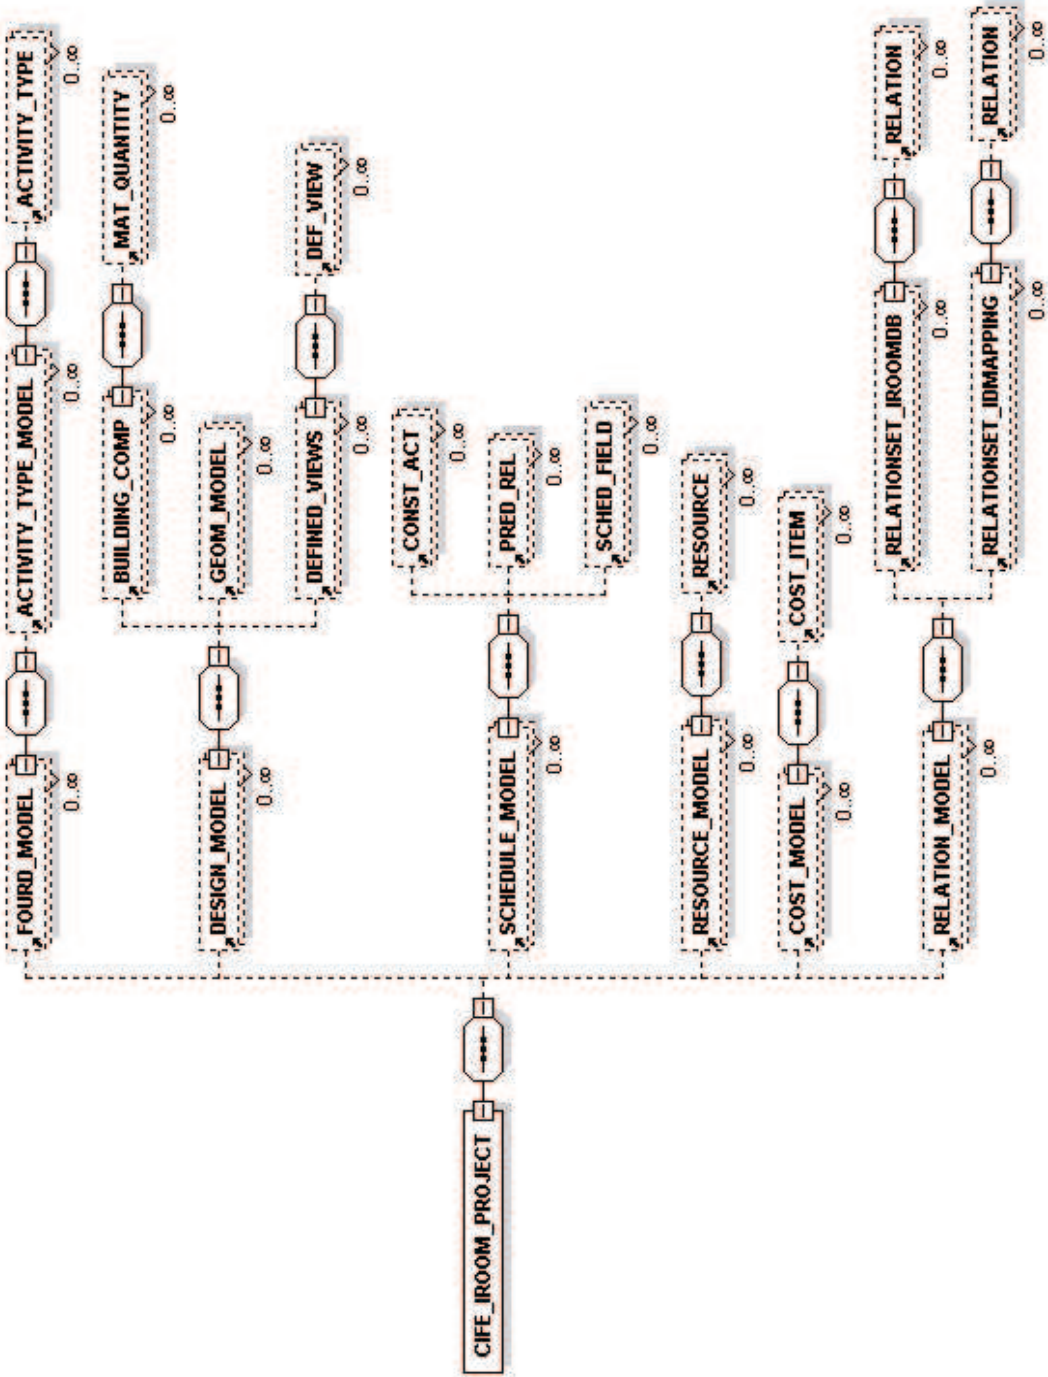 CIFE_IROOM_PROJECT
FOURD_MODEL
0..∞
ACTIVITY_TYPE_MODEL
0..∞
ACTIVITY_TYPE
0..∞
DESIGN_MODEL
0..∞
BUILDING_COMP
0..∞
MAT_QUANTITY
0..∞
GEOM_MODEL
0..∞
DEFINED_VIEWS
0..∞
DEF_VIEW
0..∞
SCHEDULE_MODEL
0..∞
CONST_ACT
0..∞
PRED_REL
0..∞
SCHED_FIELD
0..∞
RESOURCE_MODEL
0..∞
RESOURCE
0..∞
COST_MODEL
0..∞
COST_ITEM
0..∞
RELATION_MODEL
0..∞
RELATIONSET_IROOMDB
0..∞
RELATION
0..∞
RELATIONSET_IDMAPPING
0..∞
RELATION
0..∞